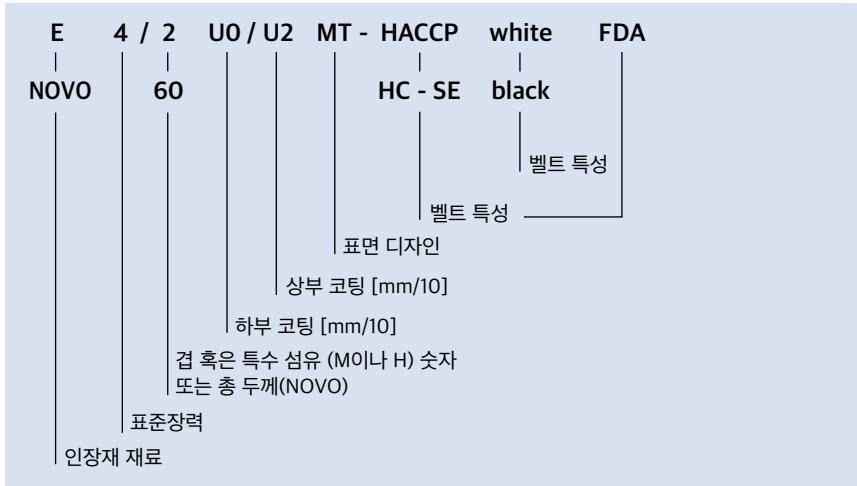 E 4 / 2 U0 / U2 MT - HACCP white FDA
NOVO 60 HC - SE black
벨트 특성
벨트 특성
표면 디자인
상부 코팅 [mm/10]
하부 코팅 [mm/10]
겹 혹은 특수 섬유 (M이나 H) 숫자
또는 총 두께(NOVO)
표준장력
인장재 재료